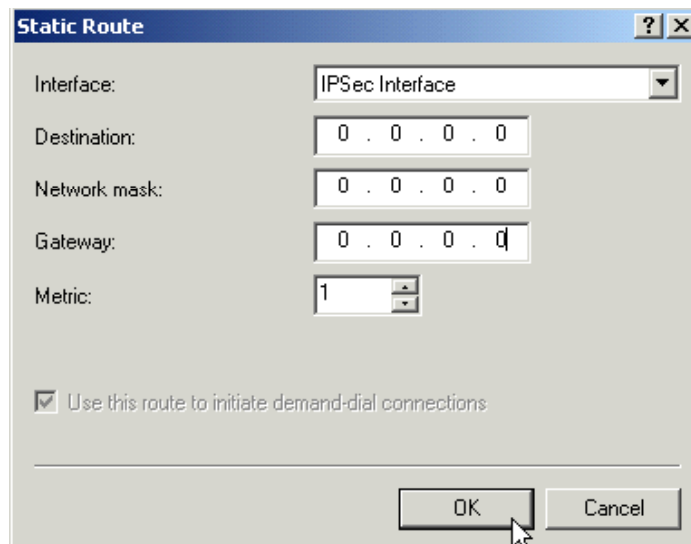 Static Route
Interface: IPSec Interface
Destination: 0 . 0 . 0 . 0
Network mask: 0 . 0 . 0 . 0
Gateway: 0 . 0 . 0 . 0
Metric: 1
Use this route to initiate demand-dial connections
OK Cancel